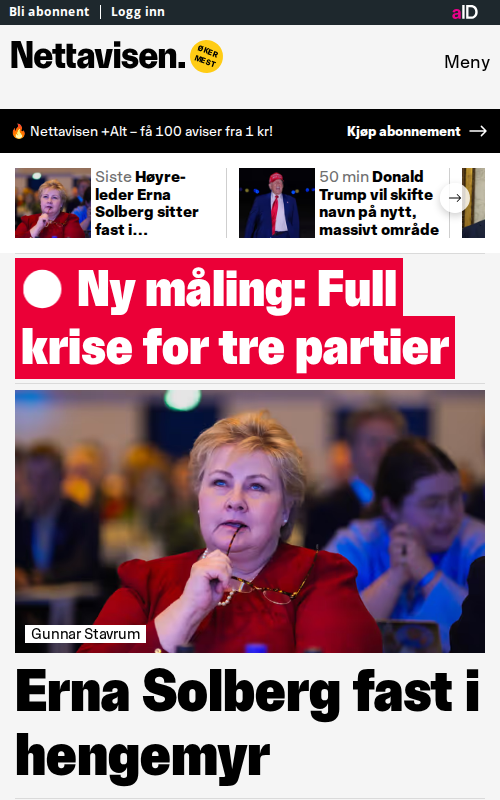 Bli abonnent | Logg inn
aID
Nettavisen.
ØKER
MEST
Meny
Nettavisen +Alt – få 100 aviser fra 1 kr!
Kjøp abonnement →
Siste Høyre-
leder Erna
Solberg sitter
fast i...
50 min Donald
Trump vil skifte
navn på nytt,
massivt område
Ny måling: Full
krise for tre partier
Gunnar Stavrum
Erna Solberg fast i
hengemyr